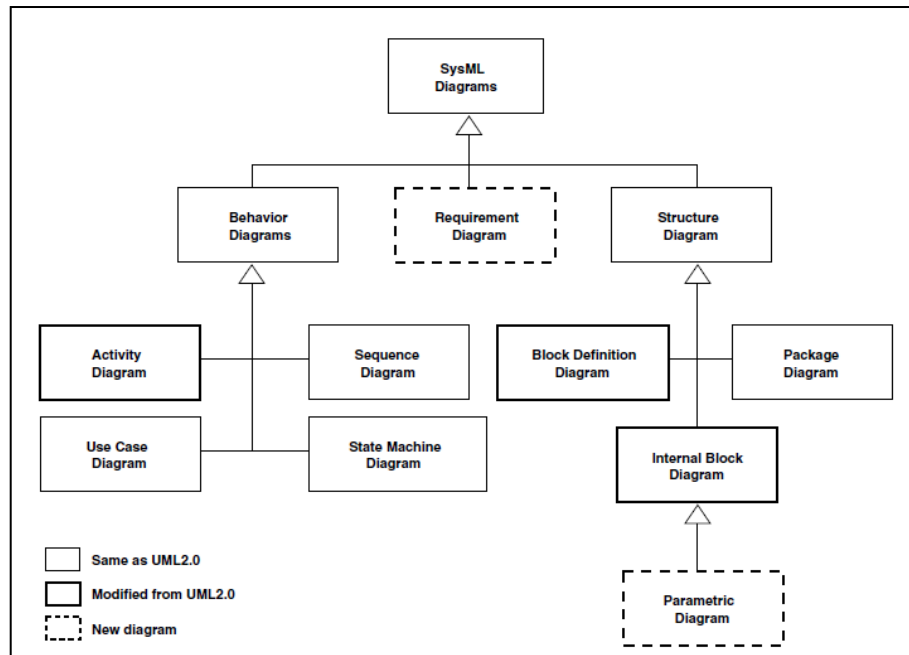 SysML
Diagrams
Behavior
Diagrams
Requirement
Diagram
Structure
Diagram
Activity
Diagram
Sequence
Diagram
Block Definition
Diagram
Package
Diagram
Use Case
Diagram
State Machine
Diagram
Internal Block
Diagram
Same as UML2.0
Modified from UML2.0
New diagram
Parametric
Diagram